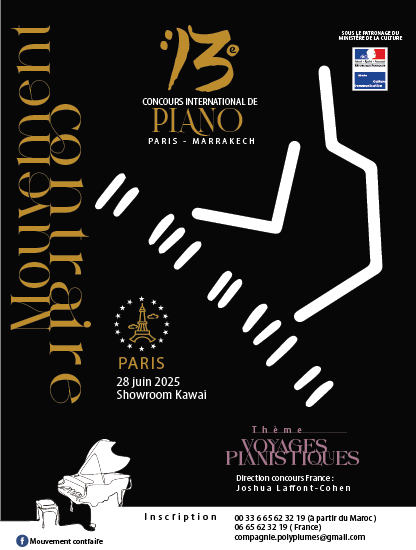 Mouvement
contraire
SOUS LE PATRONAGE DU
MINISTÈRE DE LA CULTURE
13e
CONCOURS INTERNATIONAL DE
PIANO
PARIS - MARRAKECH
PARIS
28 juin 2025
Showroom Kawai
Thème
VOYAGES
PIANISTIQUES
Direction concours France :
Joshua Laffont-Cohen
Inscription
00 33 6 65 62 32 19 (à partir du Maroc )
06 65 62 32 19 ( France)
compagnie.polyplumes@gmail.com
Mouvement contfaife